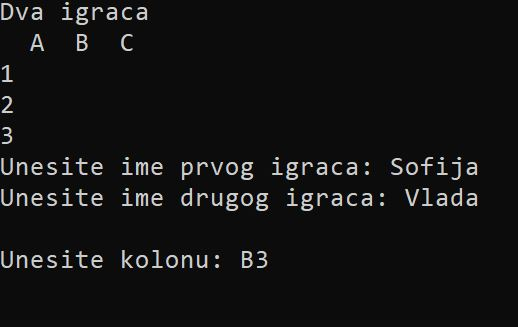 Dva igraca
A B C
1
2
3
Unesite ime prvog igraca: Sofija
Unesite ime drugog igraca: Vlada
Unesite kolonu: B3